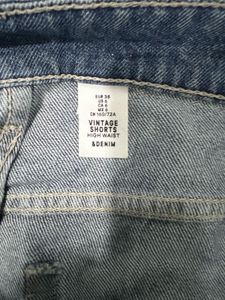 EUR 36
US 6
CA 6
MX 6
CN 160/72A
VINTAGE
SHORTS
HIGH WAIST
&DENIM